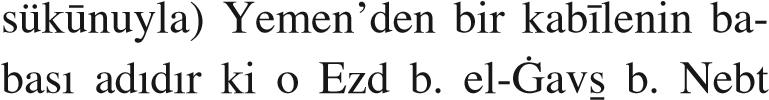 sükūnuyla) Yemen’den bir kabīlenin ba-
bası adıdır ki o Ezd b. el-Ġavs̱ b. Nebt